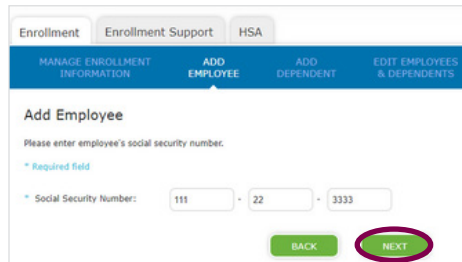 Enrollment Enrollment Support HSA
MANAGE ENROLLMENT INFORMATION ADD EMPLOYEE ADD DEPENDENT EDIT EMPLOYEES & DEPENDENTS
Add Employee
Please enter employee's social security number.
* Required field
* Social Security Number: 111 - 22 - 3333
BACK NEXT